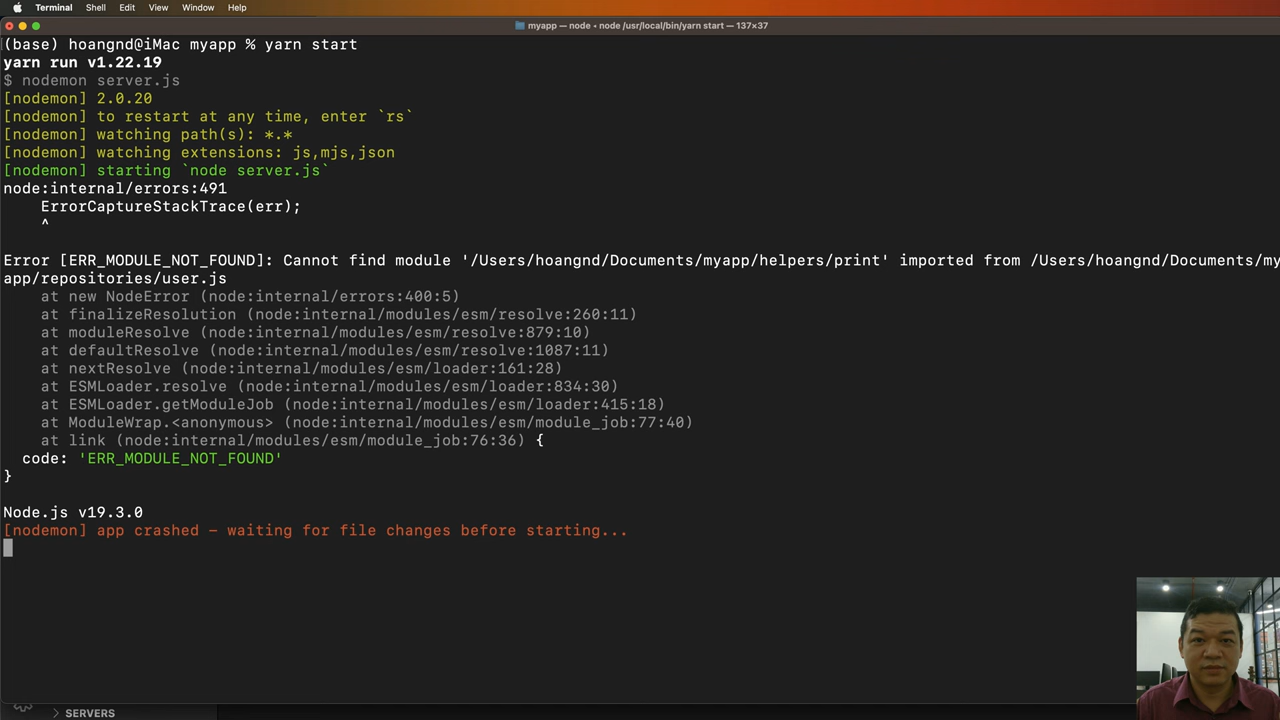 Terminal Shell Edit View Window Help
myapp — node • node /usr/local/bin/yarn start — 137×37
(base) hoangnd@iMac myapp % yarn start
yarn run v1.22.19
$ nodemon server.js
[nodemon] 2.0.20
[nodemon] to restart at any time, enter `rs`
[nodemon] watching path(s): *.*
[nodemon] watching extensions: js,mjs,json
[nodemon] starting `node server.js`
node:internal/errors:491
    ErrorCaptureStackTrace(err);
    ^
Error [ERR_MODULE_NOT_FOUND]: Cannot find module '/Users/hoangnd/Documents/myapp/helpers/print' imported from /Users/hoangnd/Documents/my
app/repositories/user.js
    at new NodeError (node:internal/errors:400:5)
    at finalizeResolution (node:internal/modules/esm/resolve:260:11)
    at moduleResolve (node:internal/modules/esm/resolve:879:10)
    at defaultResolve (node:internal/modules/esm/resolve:1087:11)
    at nextResolve (node:internal/modules/esm/loader:161:28)
    at ESMLoader.resolve (node:internal/modules/esm/loader:834:30)
    at ESMLoader.getModuleJob (node:internal/modules/esm/loader:415:18)
    at ModuleWrap.<anonymous> (node:internal/modules/esm/module_job:77:40)
    at link (node:internal/modules/esm/module_job:76:36) {
  code: 'ERR_MODULE_NOT_FOUND'
}
Node.js v19.3.0
[nodemon] app crashed - waiting for file changes before starting...
SERVERS